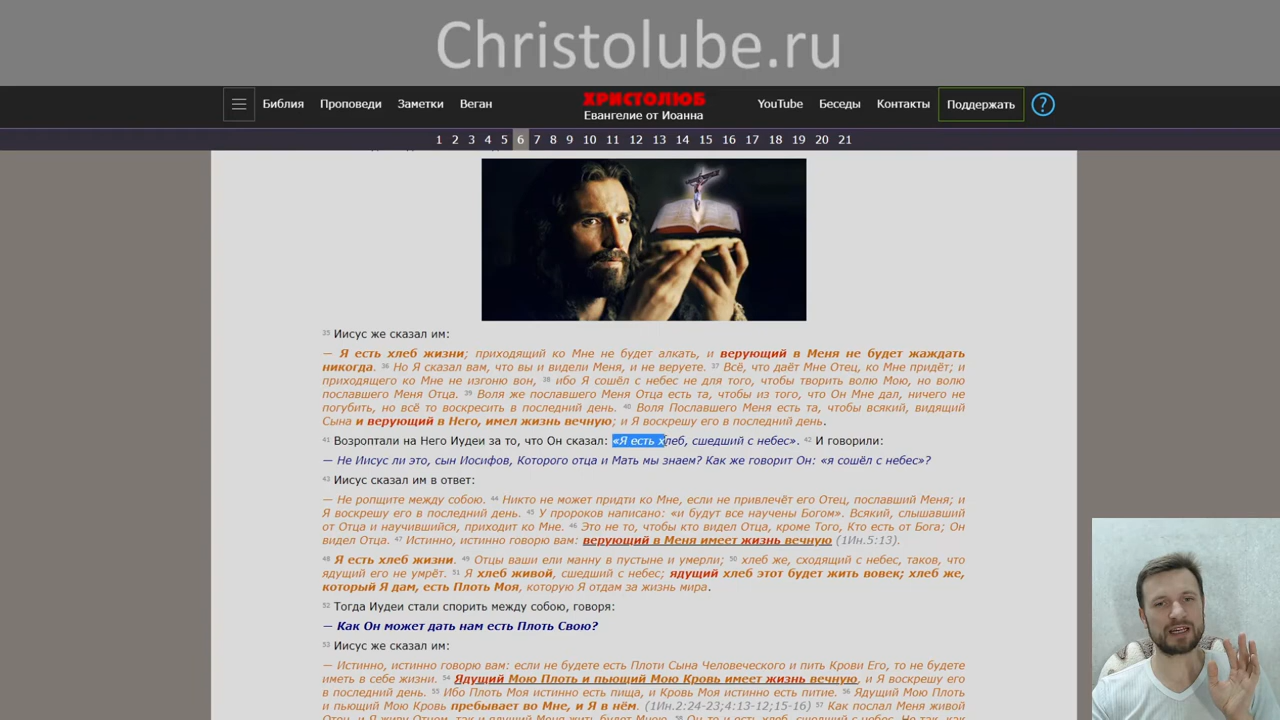 Christolube.ru
Библия Проповеди Заметки Веган ХРИСТОЛЮБ YouTube Беседы Контакты Поддержать ?
Евангелие от Иоанна
1 2 3 4 5 6 7 8 9 10 11 12 13 14 15 16 17 18 19 20 21
35 Иисус же сказал им:
— Я есть хлеб жизни; приходящий ко Мне не будет алкать, и верующий в Меня не будет жаждать
никогда. 36 Но Я сказал вам, что вы и видели Меня, и не веруете. 37 Всё, что даёт Мне Отец, ко Мне придёт; и
приходящего ко Мне не изгоню вон, 38 ибо Я сошёл с небес не для того, чтобы творить волю Мою, но волю
пославшего Меня Отца. 39 Воля же пославшего Меня Отца есть та, чтобы из того, что Он Мне дал, ничего не
погубить, но всё то воскресить в последний день. 40 Воля Пославшего Меня есть та, чтобы всякий, видящий
Сына и верующий в Него, имел жизнь вечную; и Я воскрешу его в последний день.
41 Возроптали на Него Иудеи за то, что Он сказал: «Я есть хлеб, сшедший с небес». 42 И говорили:
— Не Иисус ли это, сын Иосифов, Которого отца и Мать мы знаем? Как же говорит Он: «я сошёл с небес»?
43 Иисус сказал им в ответ:
— Не ропщите между собою. 44 Никто не может придти ко Мне, если не привлечёт его Отец, пославший Меня; и
Я воскрешу его в последний день. 45 У пророков написано: «и будут все научены Богом». Всякий, слышавший
от Отца и научившийся, приходит ко Мне. 46 Это не то, чтобы кто видел Отца, кроме Того, Кто есть от Бога; Он
видел Отца. 47 Истинно, истинно говорю вам: верующий в Меня имеет жизнь вечную (1Ин.5:13).
48 Я есть хлеб жизни. 49 Отцы ваши ели манну в пустыне и умерли; 50 хлеб же, сходящий с небес, таков, что
ядущий его не умрёт. 51 Я хлеб живой, сшедший с небес; ядущий хлеб этот будет жить вовек; хлеб же,
который Я дам, есть Плоть Моя, которую Я отдам за жизнь мира.
52 Тогда Иудеи стали спорить между собою, говоря:
— Как Он может дать нам есть Плоть Свою?
53 Иисус же сказал им:
— Истинно, истинно говорю вам: если не будете есть Плоти Сына Человеческого и пить Крови Его, то не будете
иметь в себе жизни. 54 Ядущий Мою Плоть и пьющий Мою Кровь имеет жизнь вечную, и Я воскрешу его
в последний день. 55 Ибо Плоть Моя истинно есть пища, и Кровь Моя истинно есть питие. 56 Ядущий Мою Плоть
и пьющий Мою Кровь пребывает во Мне, и Я в нём. (1Ин.2:24-23;4:13-12;15-16) 57 Как послал Меня живой